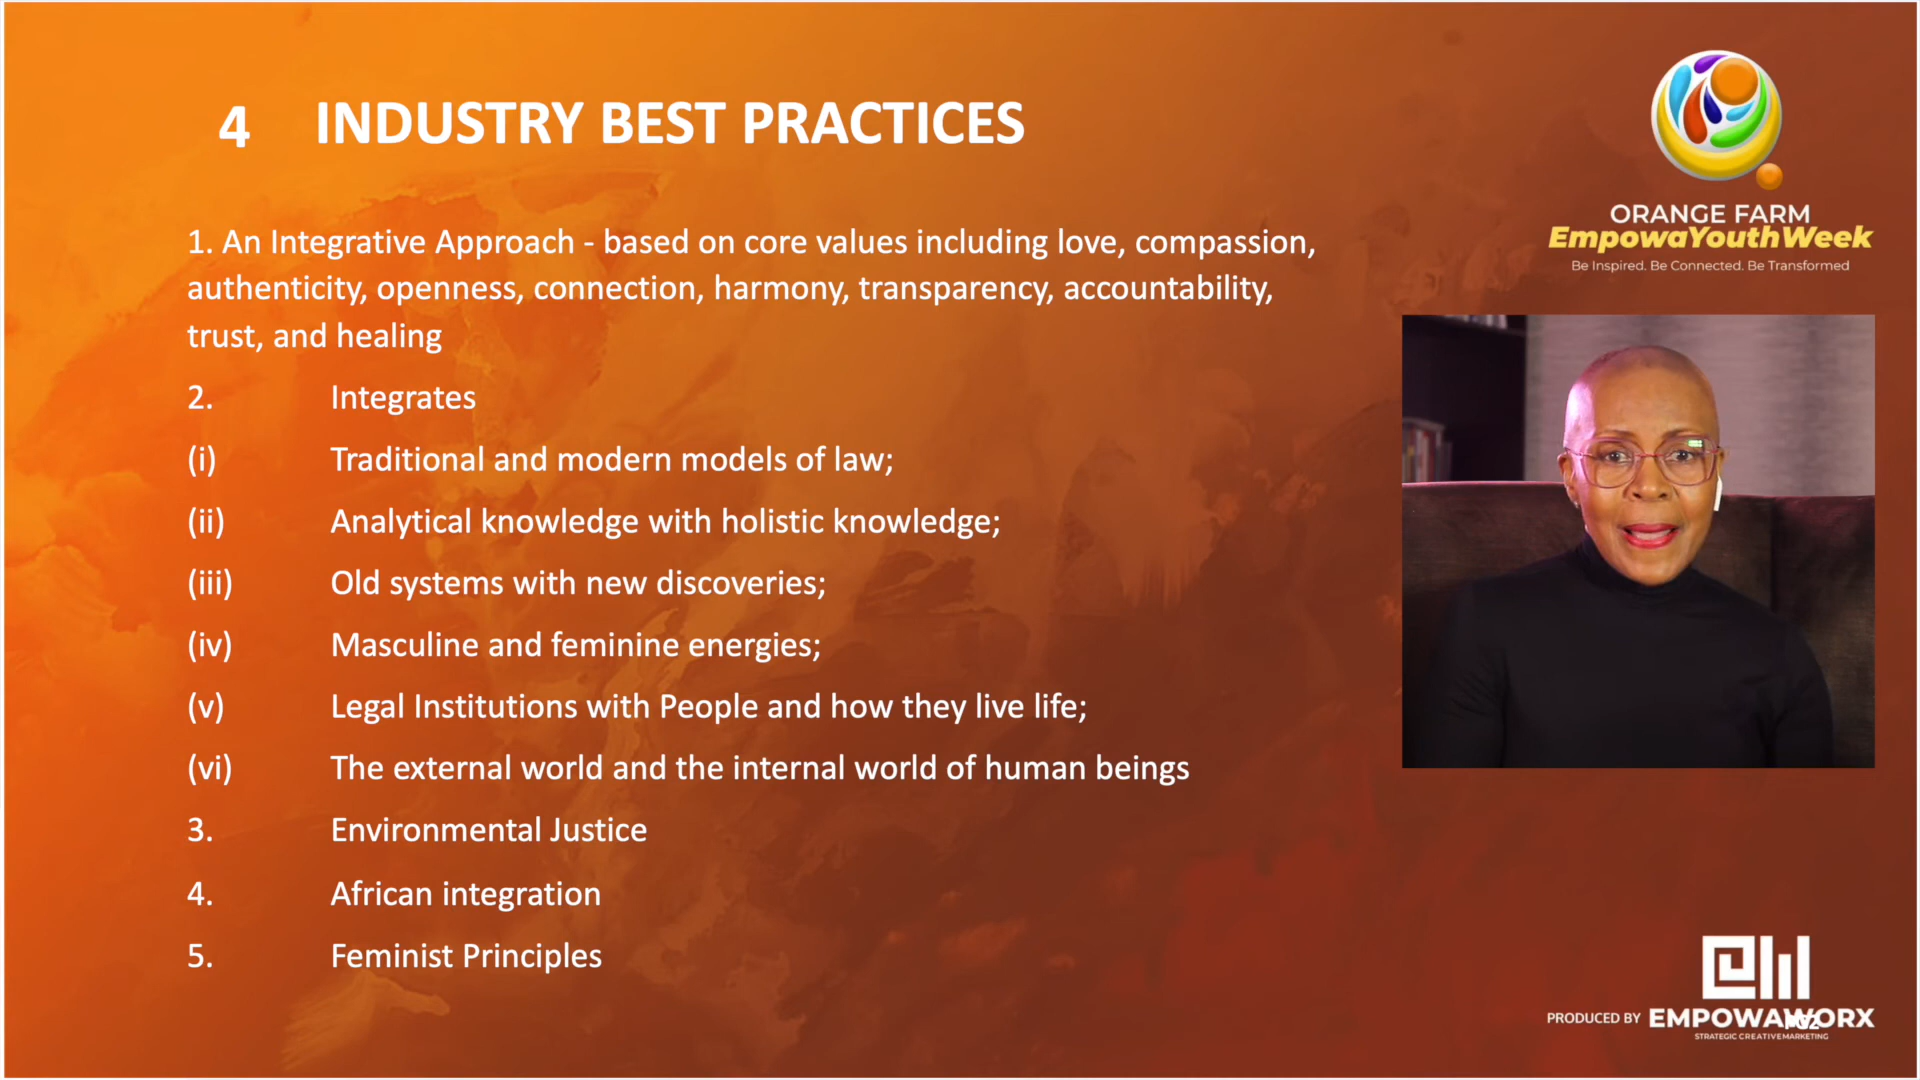 4 INDUSTRY BEST PRACTICES
1. An Integrative Approach - based on core values including love, compassion,
authenticity, openness, connection, harmony, transparency, accountability,
trust, and healing
2. Integrates
(i) Traditional and modern models of law;
(ii) Analytical knowledge with holistic knowledge;
(iii) Old systems with new discoveries;
(iv) Masculine and feminine energies;
(v) Legal Institutions with People and how they live life;
(vi) The external world and the internal world of human beings
3. Environmental Justice
4. African integration
5. Feminist Principles
ORANGE FARM
EmpowaYouthWeek
Be Inspired. Be Connected. Be Transformed
PRODUCED BY EMPOWAWORX
STRATEGIC CREATIVE MARKETING